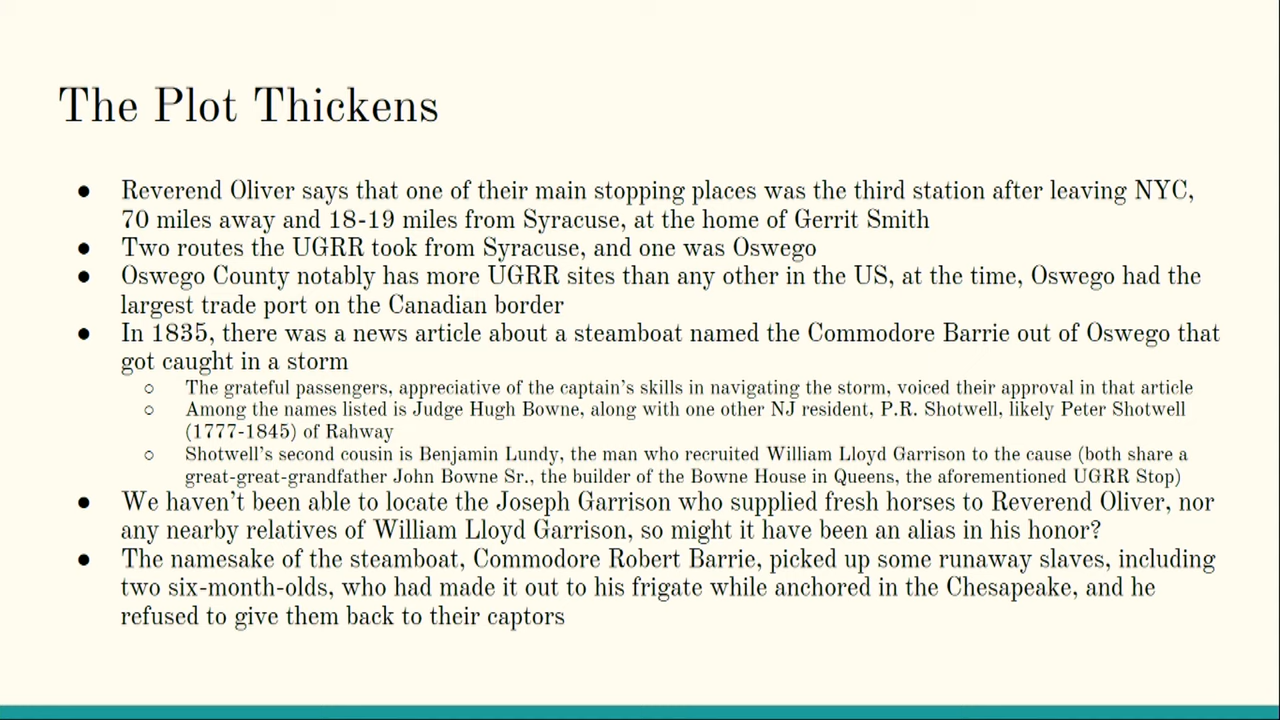 The Plot Thickens
● Reverend Oliver says that one of their main stopping places was the third station after leaving NYC,
70 miles away and 18-19 miles from Syracuse, at the home of Gerrit Smith
● Two routes the UGRR took from Syracuse, and one was Oswego
● Oswego County notably has more UGRR sites than any other in the US, at the time, Oswego had the
largest trade port on the Canadian border
● In 1835, there was a news article about a steamboat named the Commodore Barrie out of Oswego that
got caught in a storm
○ The grateful passengers, appreciative of the captain's skills in navigating the storm, voiced their approval in that article
○ Among the names listed is Judge Hugh Bowne, along with one other NJ resident, P.R. Shotwell, likely Peter Shotwell
(1777-1845) of Rahway
○ Shotwell's second cousin is Benjamin Lundy, the man who recruited William Lloyd Garrison to the cause (both share a
great-great-grandfather John Bowne Sr., the builder of the Bowne House in Queens, the aforementioned UGRR Stop)
● We haven't been able to locate the Joseph Garrison who supplied fresh horses to Reverend Oliver, nor
any nearby relatives of William Lloyd Garrison, so might it have been an alias in his honor?
● The namesake of the steamboat, Commodore Robert Barrie, picked up some runaway slaves, including
two six-month-olds, who had made it out to his frigate while anchored in the Chesapeake, and he
refused to give them back to their captors